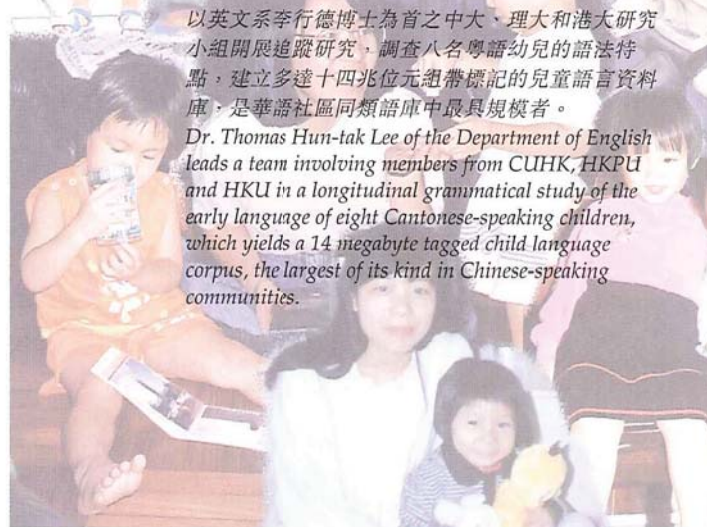 以英文系李行德博士為首之中大、理大和港大研究
小組開展追蹤研究，調查八名粵語幼兒的語法特
點，建立多達十四兆位元組帶標記的兒童語言資料
庫，是華語社區同類語庫中最具規模者。
Dr. Thomas Hun-tak Lee of the Department of English
leads a team involving members from CUHK, HKPU
and HKU in a longitudinal grammatical study of the
early language of eight Cantonese-speaking children,
which yields a 14 megabyte tagged child language
corpus, the largest of its kind in Chinese-speaking
communities.